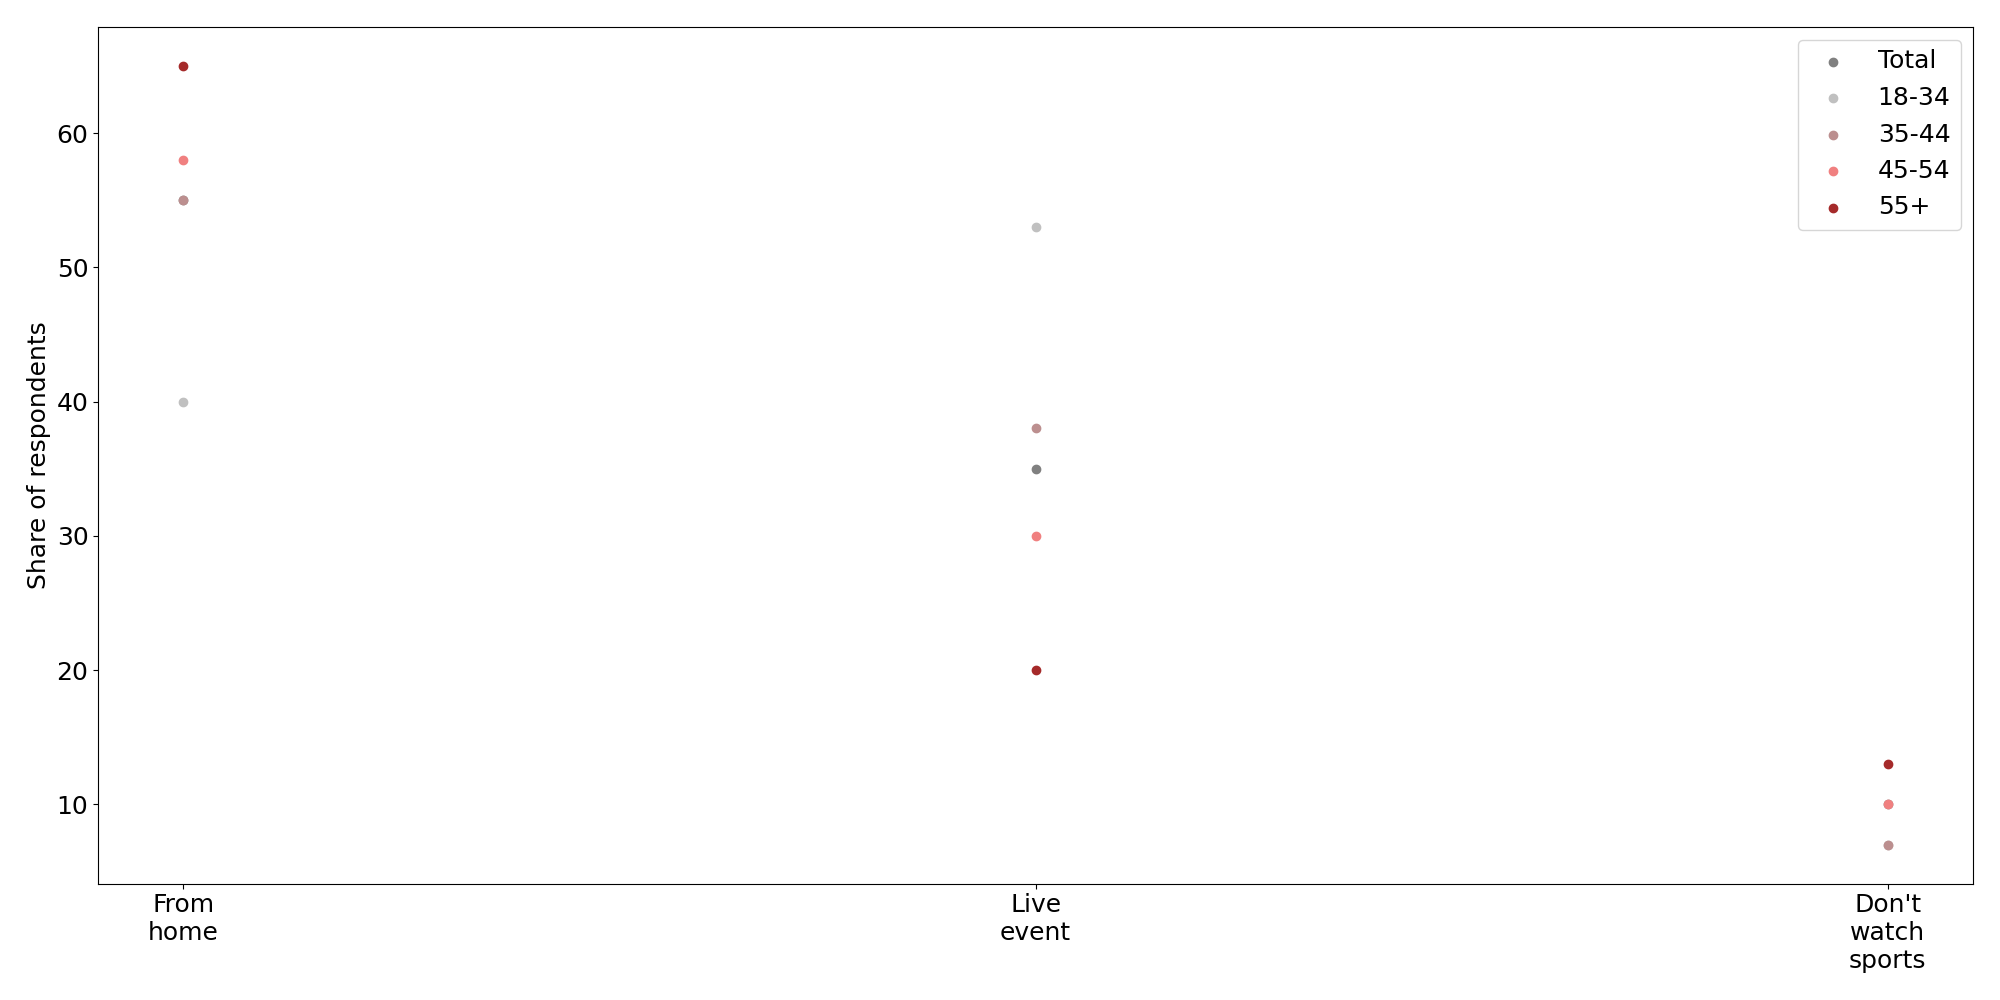 Total
18-34
35-44
45-54
55+
Share of respondents
60
50
40
30
20
10
From
home
Live
event
Don't
watch
sports